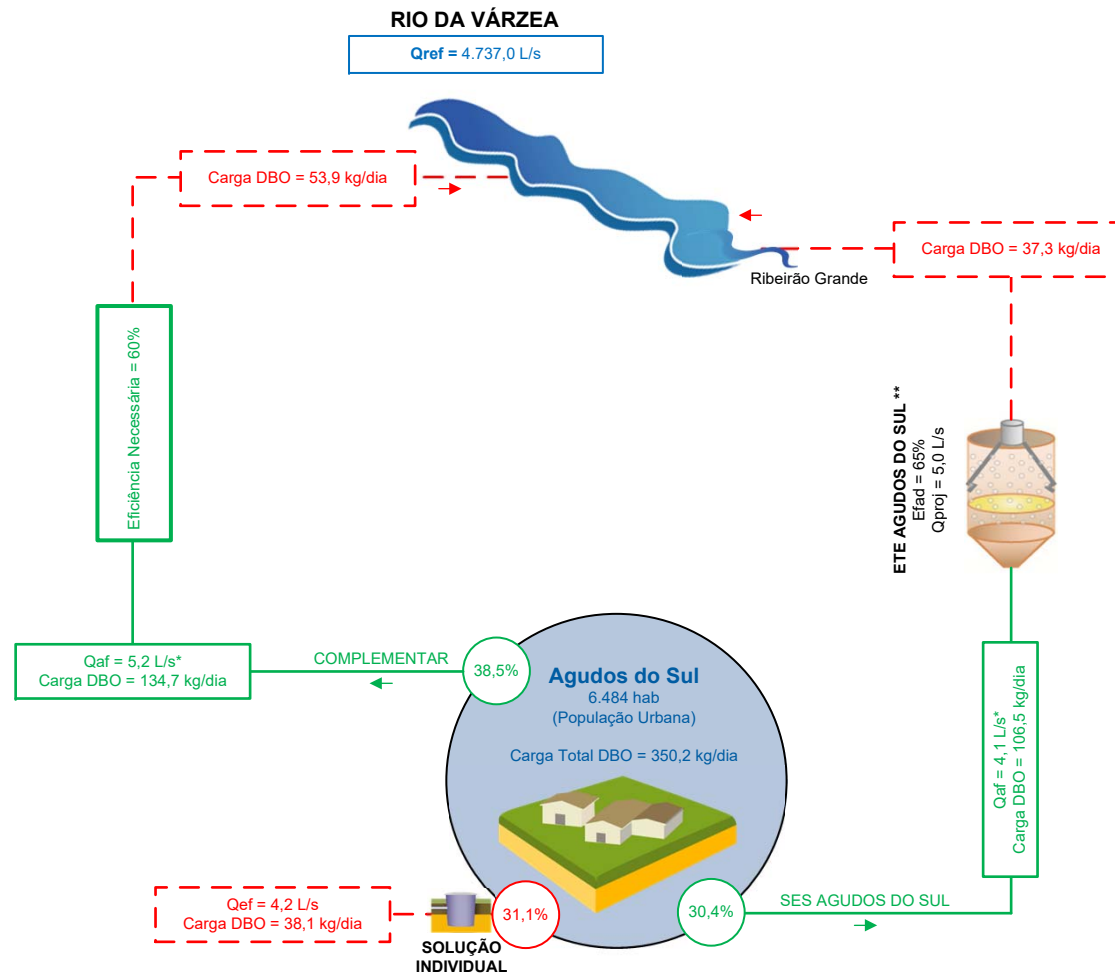 RIO DA VÁRZEA
Qref = 4.737,0 L/s
Carga DBO = 53,9 kg/dia
Carga DBO = 37,3 kg/dia
Ribeirão Grande
Eficiência Necessária = 60%
ETE AGUDOS DO SUL **
Efad = 65%
Qproj = 5,0 L/s
Qaf = 5,2 L/s*
Carga DBO = 134,7 kg/dia
COMPLEMENTAR
38,5%
Agudos do Sul
6.484 hab
(População Urbana)
Carga Total DBO = 350,2 kg/dia
Qaf = 4,1 L/s*
Carga DBO = 106,5 kg/dia
Qef = 4,2 L/s
Carga DBO = 38,1 kg/dia
31,1%
SOLUÇÃO
INDIVIDUAL
30,4%
SES AGUDOS DO SUL